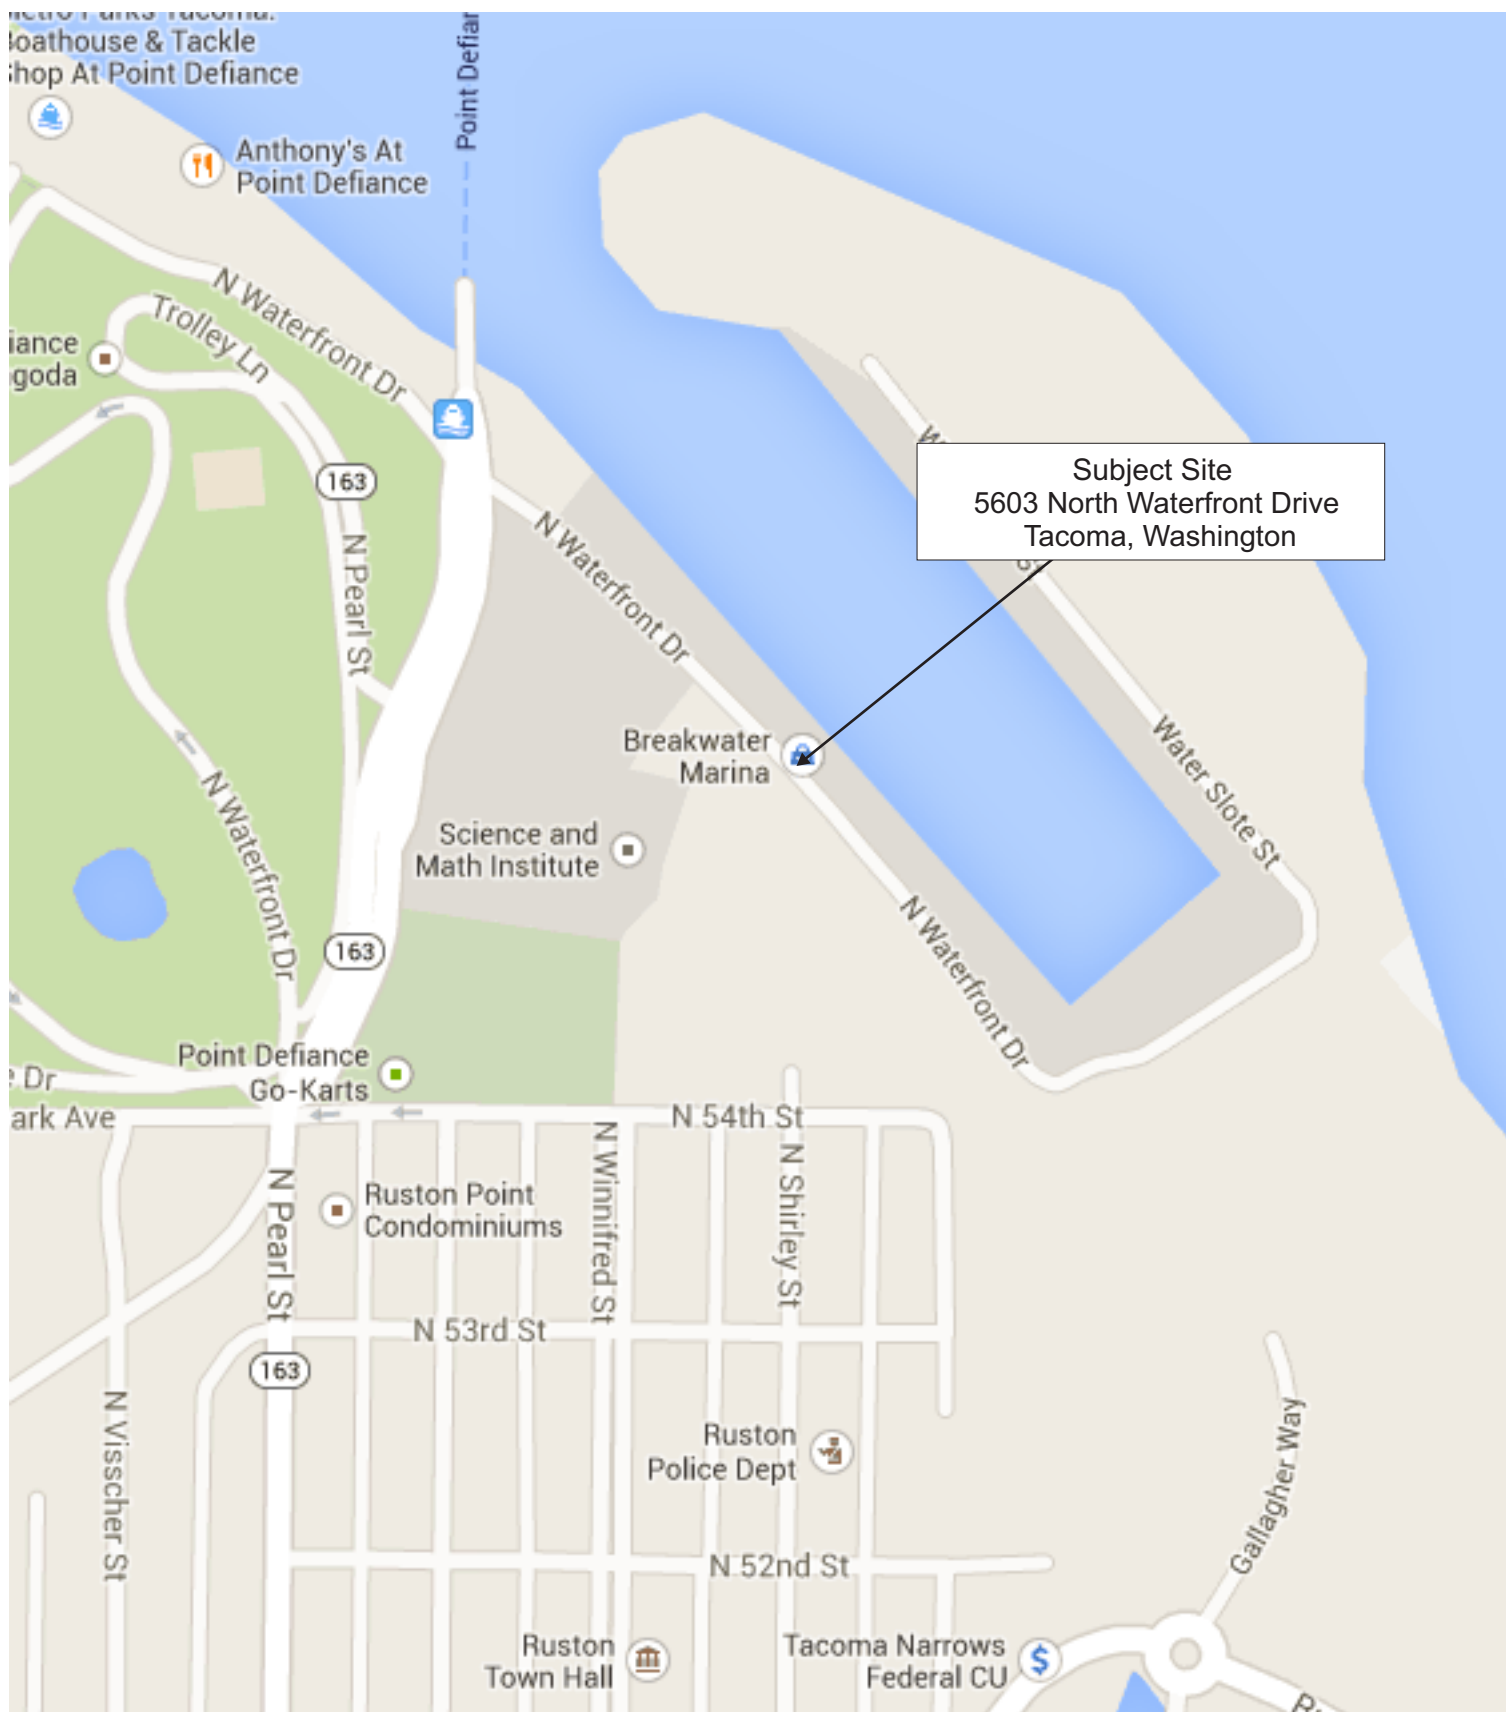 Boathouse & Tackle
Shop At Point Defiance
Anthony's At
Point Defiance
N Waterfront Dr
Trolley Ln
163
N Pearl St
Subject Site
5603 North Waterfront Drive
Tacoma, Washington
N Waterfront Dr
Breakwater
Marina
Water Slote St
Science and
Math Institute
N Waterfront Dr
N Waterfront Dr
163
Point Defiance
Go-Karts
Dr
ark Ave
N 54th St
N Pearl St
Ruston Point
Condominiums
N Winnifred St
N Shirley St
N 53rd St
163
N Visscher St
Ruston
Police Dept
Gallagher Way
N 52nd St
Ruston
Town Hall
Tacoma Narrows
Federal CU
$